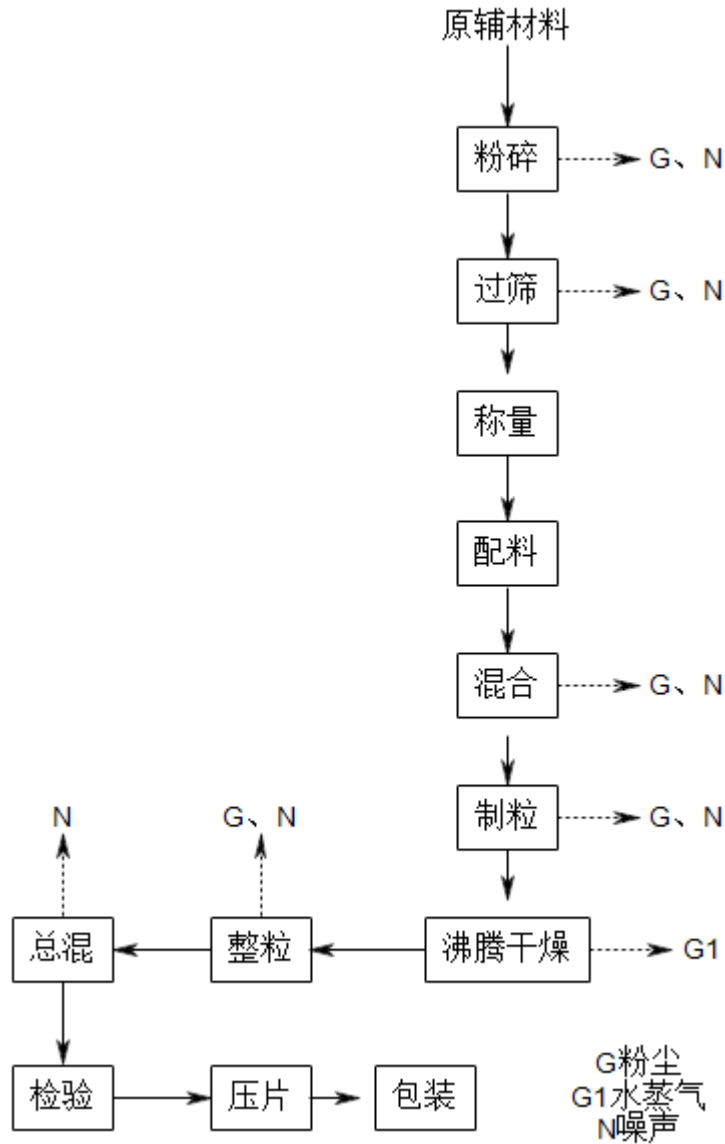 原辅材料
粉碎 G、N
过筛 G、N
称量
配料
混合 G、N
制粒 G、N
N G、N
总混 整粒 沸腾干燥 G1
检验 压片 包装
G粉尘
G1水蒸气
N噪声